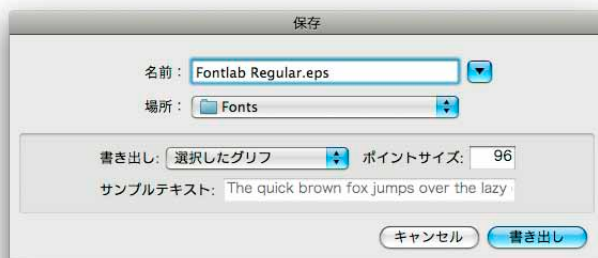 保存
名前： Fontlab Regular.eps
場所： Fonts
書き出し: 選択したグリフ ポイントサイズ: 96
サンプルテキスト: The quick brown fox jumps over the lazy
キャンセル 書き出し